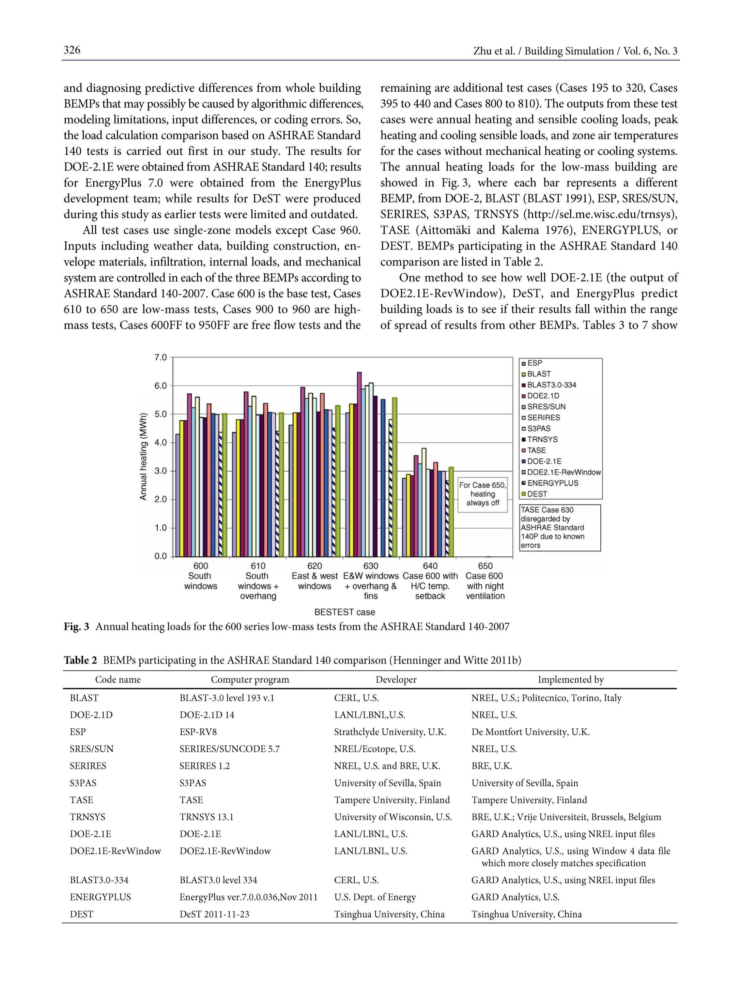 326
Zhu et al. / Building Simulation / Vol. 6, No. 3
and diagnosing predictive differences from whole building
BEMPs that may possibly be caused by algorithmic differences,
modeling limitations, input differences, or coding errors. So,
the load calculation comparison based on ASHRAE Standard
140 tests is carried out first in our study. The results for
DOE-2.1E were obtained from ASHRAE Standard 140; results
for EnergyPlus 7.0 were obtained from the EnergyPlus
development team; while results for DeST were produced
during this study as earlier tests were limited and outdated.
All test cases use single-zone models except Case 960.
Inputs including weather data, building construction, en-
velope materials, infiltration, internal loads, and mechanical
system are controlled in each of the three BEMPs according to
ASHRAE Standard 140-2007. Case 600 is the base test, Cases
610 to 650 are low-mass tests, Cases 900 to 960 are high-
mass tests, Cases 600FF to 950FF are free flow tests and the
remaining are additional test cases (Cases 195 to 320, Cases
395 to 440 and Cases 800 to 810). The outputs from these test
cases were annual heating and sensible cooling loads, peak
heating and cooling sensible loads, and zone air temperatures
for the cases without mechanical heating or cooling systems.
The annual heating loads for the low-mass building are
showed in Fig. 3, where each bar represents a different
BEMP, from DOE-2, BLAST (BLAST 1991), ESP, SRES/SUN,
SERIRES, S3PAS, TRNSYS (http://sel.me.wisc.edu/trnsys),
TASE (Aittomäki and Kalema 1976), ENERGYPLUS, or
DEST. BEMPs participating in the ASHRAE Standard 140
comparison are listed in Table 2.
One method to see how well DOE-2.1E (the output of
DOE2.1E-RevWindow), DeST, and EnergyPlus predict
building loads is to see if their results fall within the range
of spread of results from other BEMPs. Tables 3 to 7 show
Annual heating (MWh)
7.0
6.0
5.0
4.0
3.0
2.0
1.0
0.0
For Case 650,
heating
always off
ESP
BLAST
BLAST3.0-334
DOE2.1D
SRES/SUN
SERIRES
S3PAS
TRNSYS
TASE
DOE-2.1E
DOE2.1E-RevWindow
ENERGYPLUS
DEST
TASE Case 630
disregarded by
ASHRAE Standard
140P due to known
errors
600 610 620 630 640 650
South South East & west E&W windows Case 600 with Case 600
windows windows + windows + overhang & H/C temp. with night
overhang fins setback ventilation
BESTEST case
Fig. 3 Annual heating loads for the 600 series low-mass tests from the ASHRAE Standard 140-2007
Table 2 BEMPs participating in the ASHRAE Standard 140 comparison (Henninger and Witte 2011b)
Code name Computer program Developer Implemented by
BLAST BLAST-3.0 level 193 v.1 CERL, U.S. NREL, U.S.; Politecnico, Torino, Italy
DOE-2.1D DOE-2.1D 14 LANL/LBNL,U.S. NREL, U.S.
ESP ESP-RV8 Strathclyde University, U.K. De Montfort University, U.K.
SRES/SUN SERIRES/SUNCODE 5.7 NREL/Ecotope, U.S. NREL, U.S.
SERIRES SERIRES 1.2 NREL, U.S. and BRE, U.K. BRE, U.K.
S3PAS S3PAS University of Sevilla, Spain University of Sevilla, Spain
TASE TASE Tampere University, Finland Tampere University, Finland
TRNSYS TRNSYS 13.1 University of Wisconsin, U.S. BRE, U.K.; Vrije Universiteit, Brussels, Belgium
DOE-2.1E DOE-2.1E LANL/LBNL, U.S. GARD Analytics, U.S., using NREL input files
DOE2.1E-RevWindow DOE2.1E-RevWindow LANL/LBNL, U.S. GARD Analytics, U.S., using Window 4 data file
which more closely matches specification
BLAST3.0-334 BLAST3.0 level 334 CERL, U.S. GARD Analytics, U.S., using NREL input files
ENERGYPLUS EnergyPlus ver.7.0.0.036,Nov 2011 U.S. Dept. of Energy GARD Analytics, U.S.
DEST DeST 2011-11-23 Tsinghua University, China Tsinghua University, China